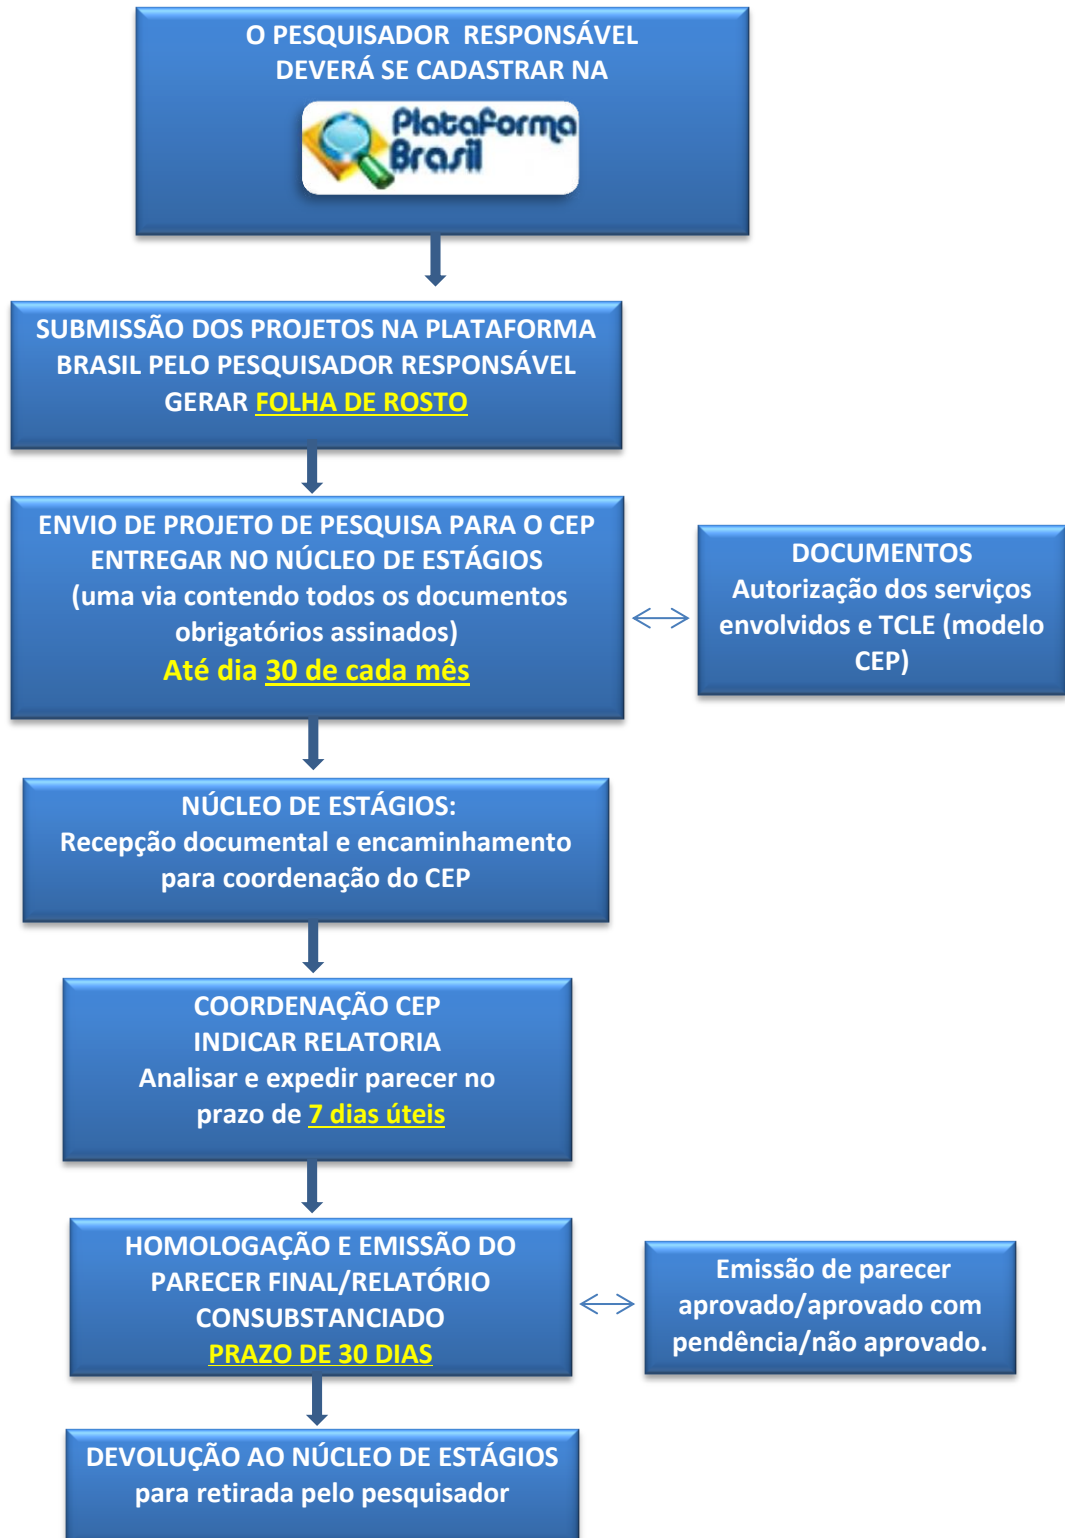 O PESQUISADOR RESPONSÁVEL
DEVERÁ SE CADASTRAR NA
Plataforma
Brasil
SUBMISSÃO DOS PROJETOS NA PLATAFORMA
BRASIL PELO PESQUISADOR RESPONSÁVEL
GERAR FOLHA DE ROSTO
ENVIO DE PROJETO DE PESQUISA PARA O CEP
ENTREGAR NO NÚCLEO DE ESTÁGIOS
(uma via contendo todos os documentos
obrigatórios assinados)
Até dia 30 de cada mês
DOCUMENTOS
Autorização dos serviços
envolvidos e TCLE (modelo
CEP)
NÚCLEO DE ESTÁGIOS:
Recepção documental e encaminhamento
para coordenação do CEP
COORDENAÇÃO CEP
INDICAR RELATORIA
Analisar e expedir parecer no
prazo de 7 dias úteis
HOMOLOGAÇÃO E EMISSÃO DO
PARECER FINAL/RELATÓRIO
CONSUBSTANCIADO
PRAZO DE 30 DIAS
Emissão de parecer
aprovado/aprovado com
pendência/não aprovado.
DEVOLUÇÃO AO NÚCLEO DE ESTÁGIOS
para retirada pelo pesquisador